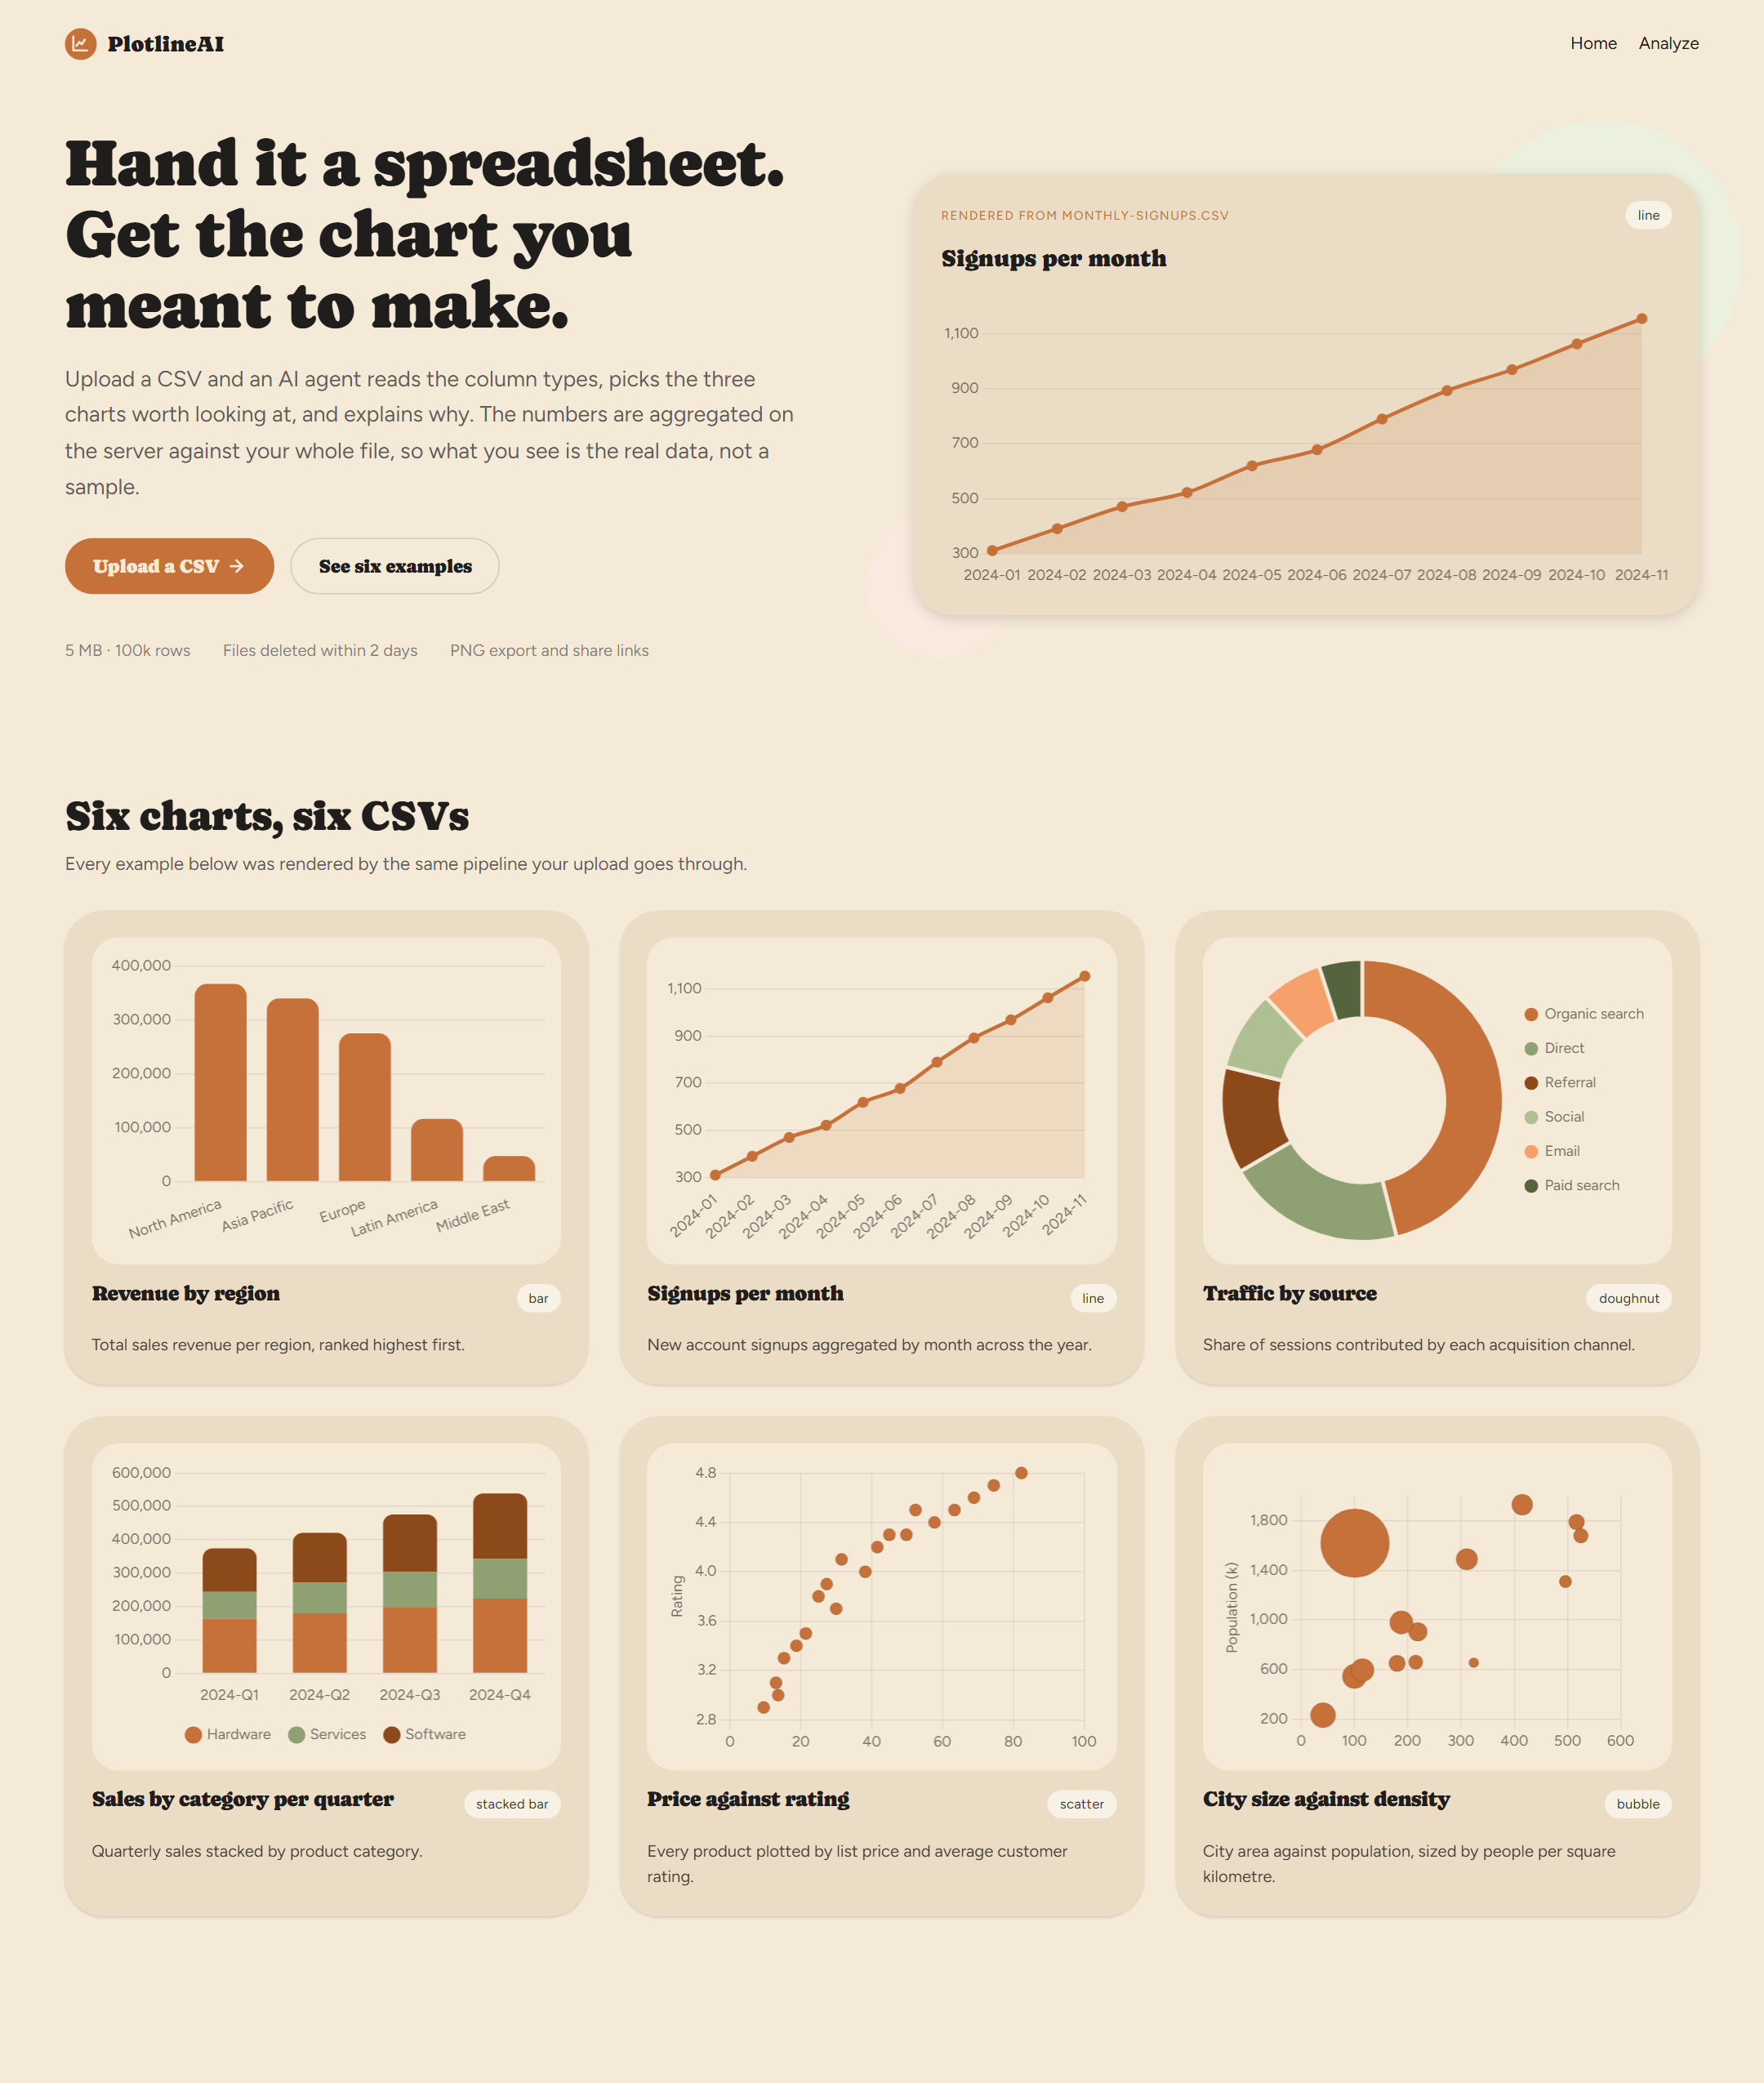 PlotlineAI
Home Analyze
Hand it a spreadsheet.
Get the chart you
meant to make.
Upload a CSV and an AI agent reads the column types, picks the three
charts worth looking at, and explains why. The numbers are aggregated on
the server against your whole file, so what you see is the real data, not a
sample.
Upload a CSV →
See six examples
5 MB · 100k rows
Files deleted within 2 days
PNG export and share links
RENDERED FROM MONTHLY-SIGNUPS.CSV
line
Signups per month
1,100
900
700
500
300
2024-01 2024-02 2024-03 2024-04 2024-05 2024-06 2024-07 2024-08 2024-09 2024-10 2024-11
Six charts, six CSVs
Every example below was rendered by the same pipeline your upload goes through.
400,000
300,000
200,000
100,000
0
North America Asia Pacific Europe Latin America Middle East
Revenue by region
bar
Total sales revenue per region, ranked highest first.
1,100
900
700
500
300
2024-01 2024-02 2024-03 2024-04 2024-05 2024-06 2024-07 2024-08 2024-09 2024-10 2024-11
Signups per month
line
New account signups aggregated by month across the year.
Organic search
Direct
Referral
Social
Email
Paid search
Traffic by source
doughnut
Share of sessions contributed by each acquisition channel.
600,000
500,000
400,000
300,000
200,000
100,000
0
2024-Q1 2024-Q2 2024-Q3 2024-Q4
Hardware Services Software
Sales by category per quarter
stacked bar
Quarterly sales stacked by product category.
Rating
4.8
4.4
4.0
3.6
3.2
2.8
0 20 40 60 80 100
Price against rating
scatter
Every product plotted by list price and average customer
rating.
Population (k)
1,800
1,400
1,000
600
200
0 100 200 300 400 500 600
City size against density
bubble
City area against population, sized by people per square
kilometre.